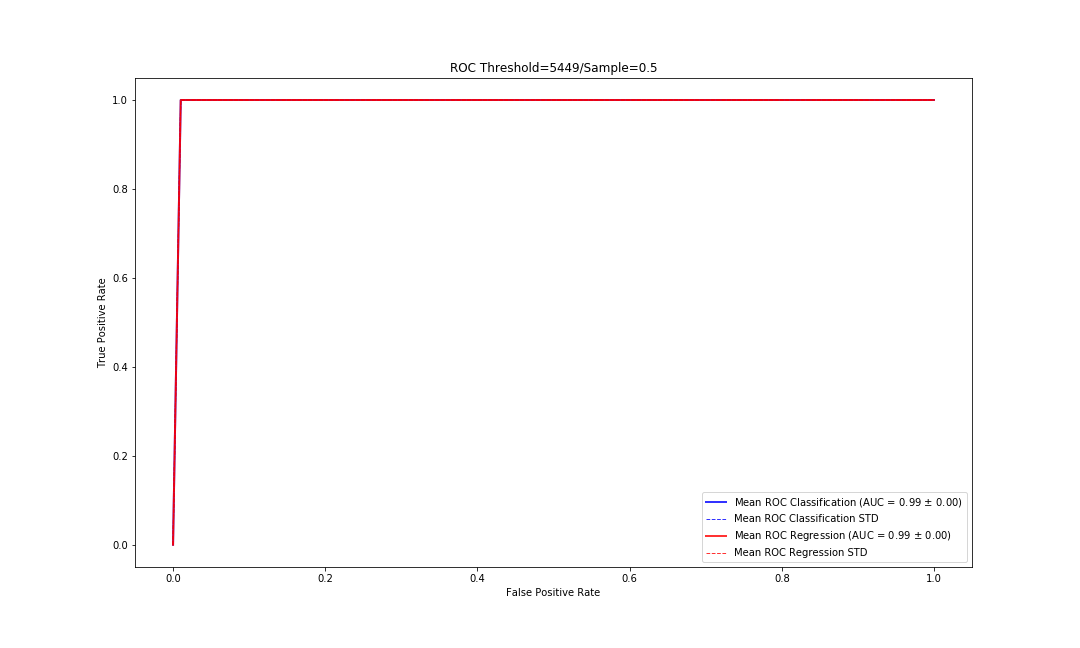 ROC Threshold=5449/Sample=0.5
1.0
0.8
0.6
0.4
0.2
0.0
True Positive Rate
Mean ROC Classification (AUC = 0.99 ± 0.00)
Mean ROC Classification STD
Mean ROC Regression (AUC = 0.99 ± 0.00)
Mean ROC Regression STD
0.0 0.2 0.4 0.6 0.8 1.0
False Positive Rate